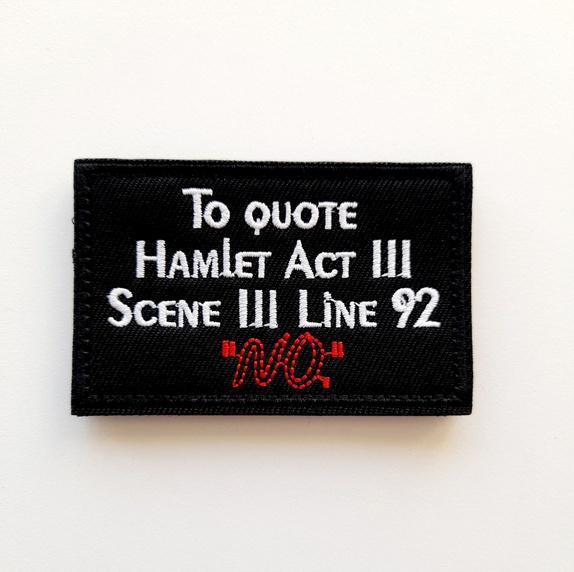 To quote
Hamlet Act III
Scene III Line 92
"NO."